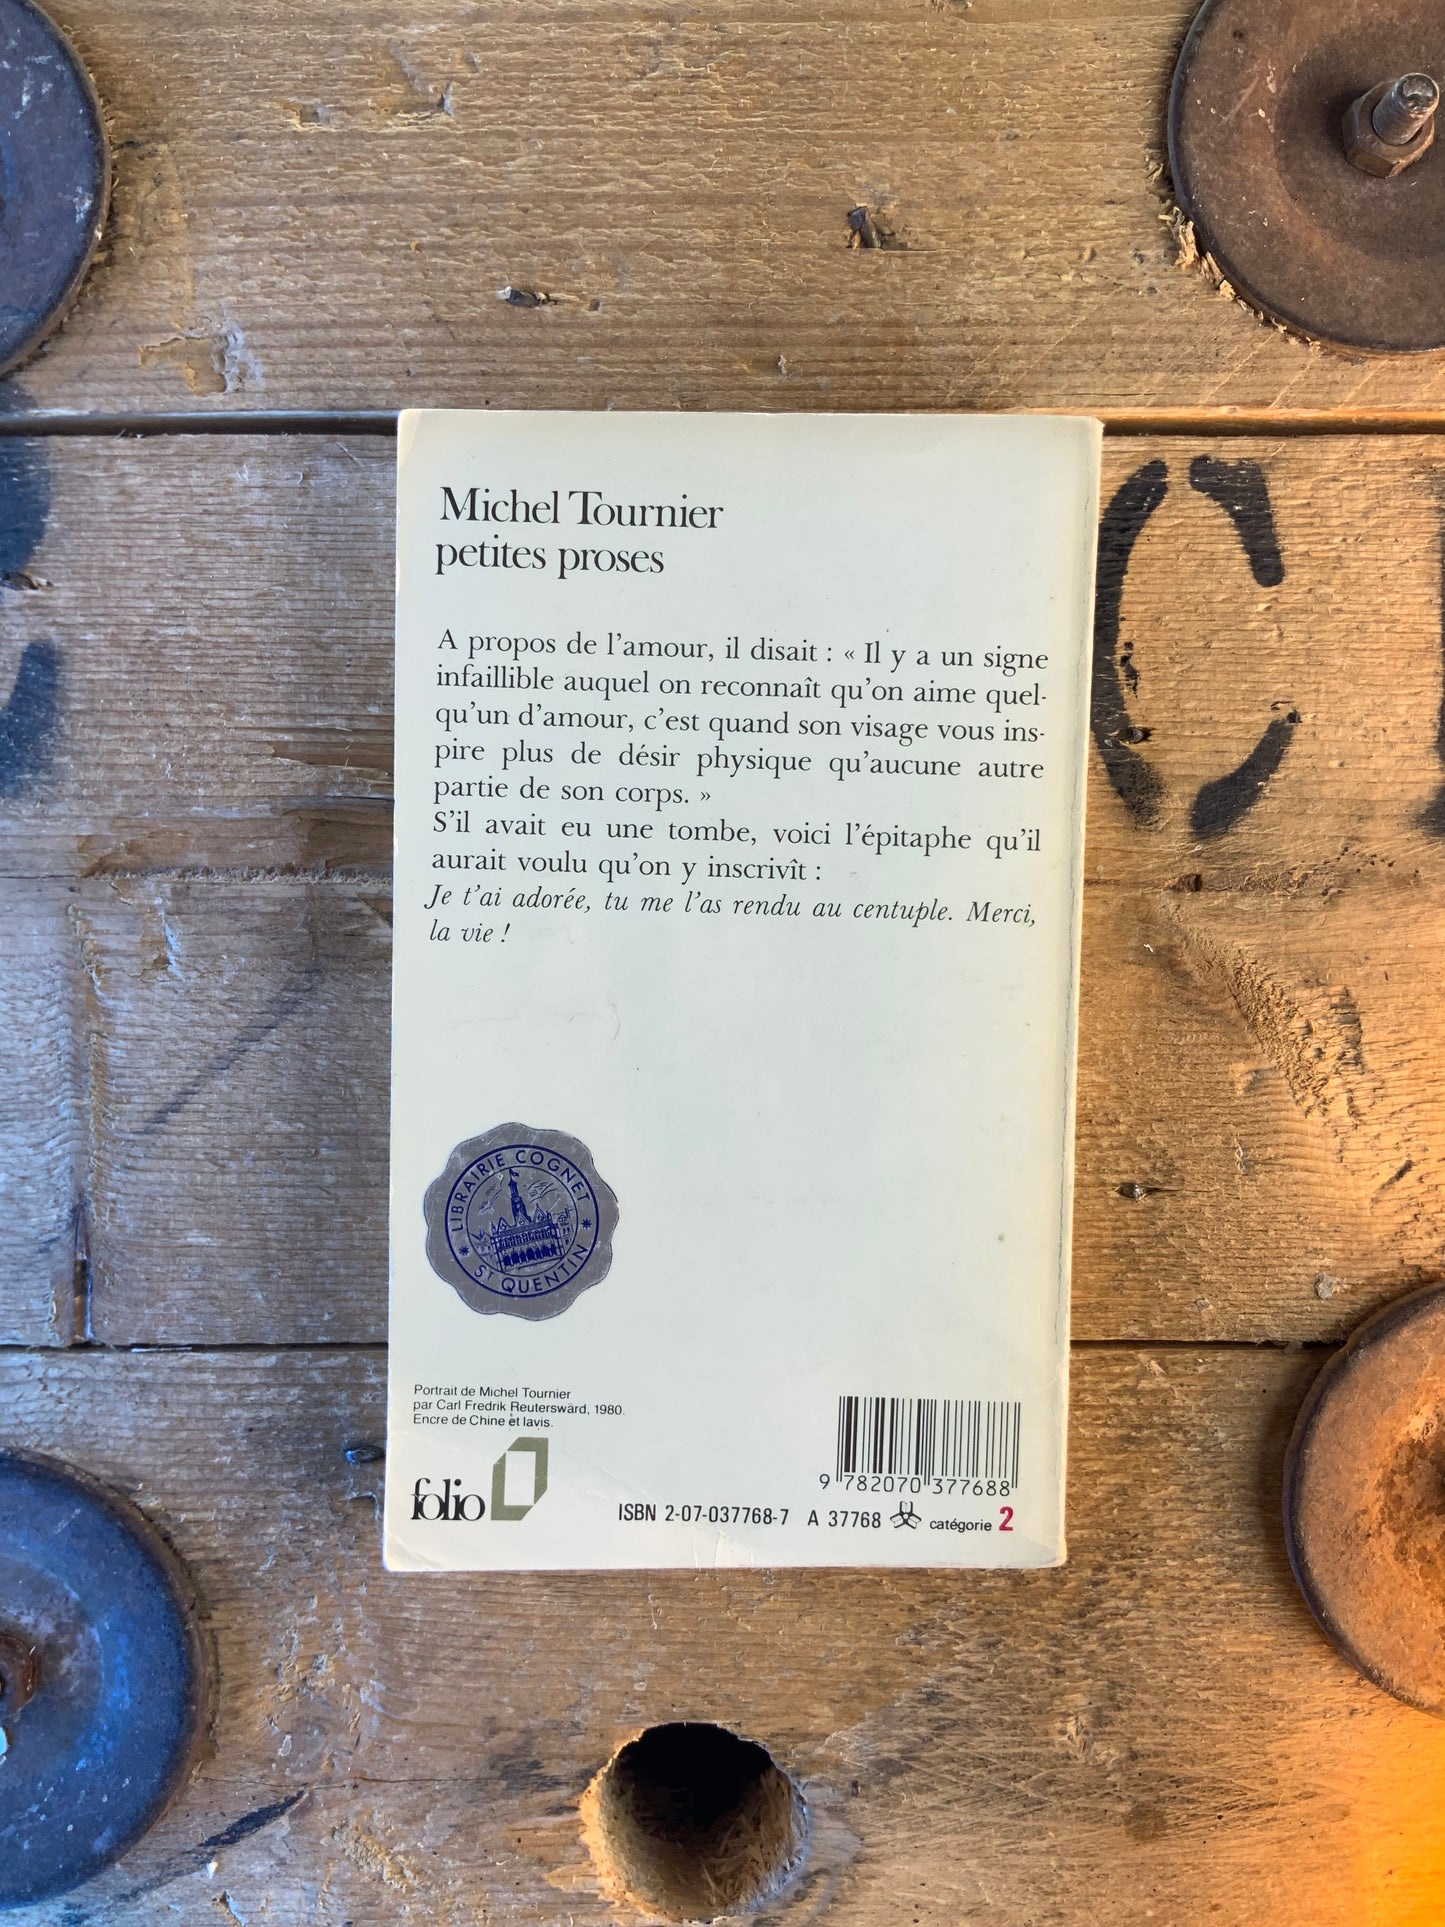 Michel Tournier
petites proses
A propos de l'amour, il disait : « Il y a un signe
infaillible auquel on reconnaît qu'on aime quel-
qu'un d'amour, c'est quand son visage vous ins-
pire plus de désir physique qu'aucune autre
partie de son corps. »
S'il avait eu une tombe, voici l'épitaphe qu'il
aurait voulu qu'on y inscrivît :
Je t'ai adorée, tu me l'as rendu au centuple. Merci,
la vie !
LIBRAIRIE COGNET
ST QUENTIN
Portrait de Michel Tournier
par Carl Fredrik Reuterswärd, 1980.
Encre de Chine et lavis.
folio
9 782070 377688
ISBN 2-07-037768-7 A 37768 catégorie 2
C